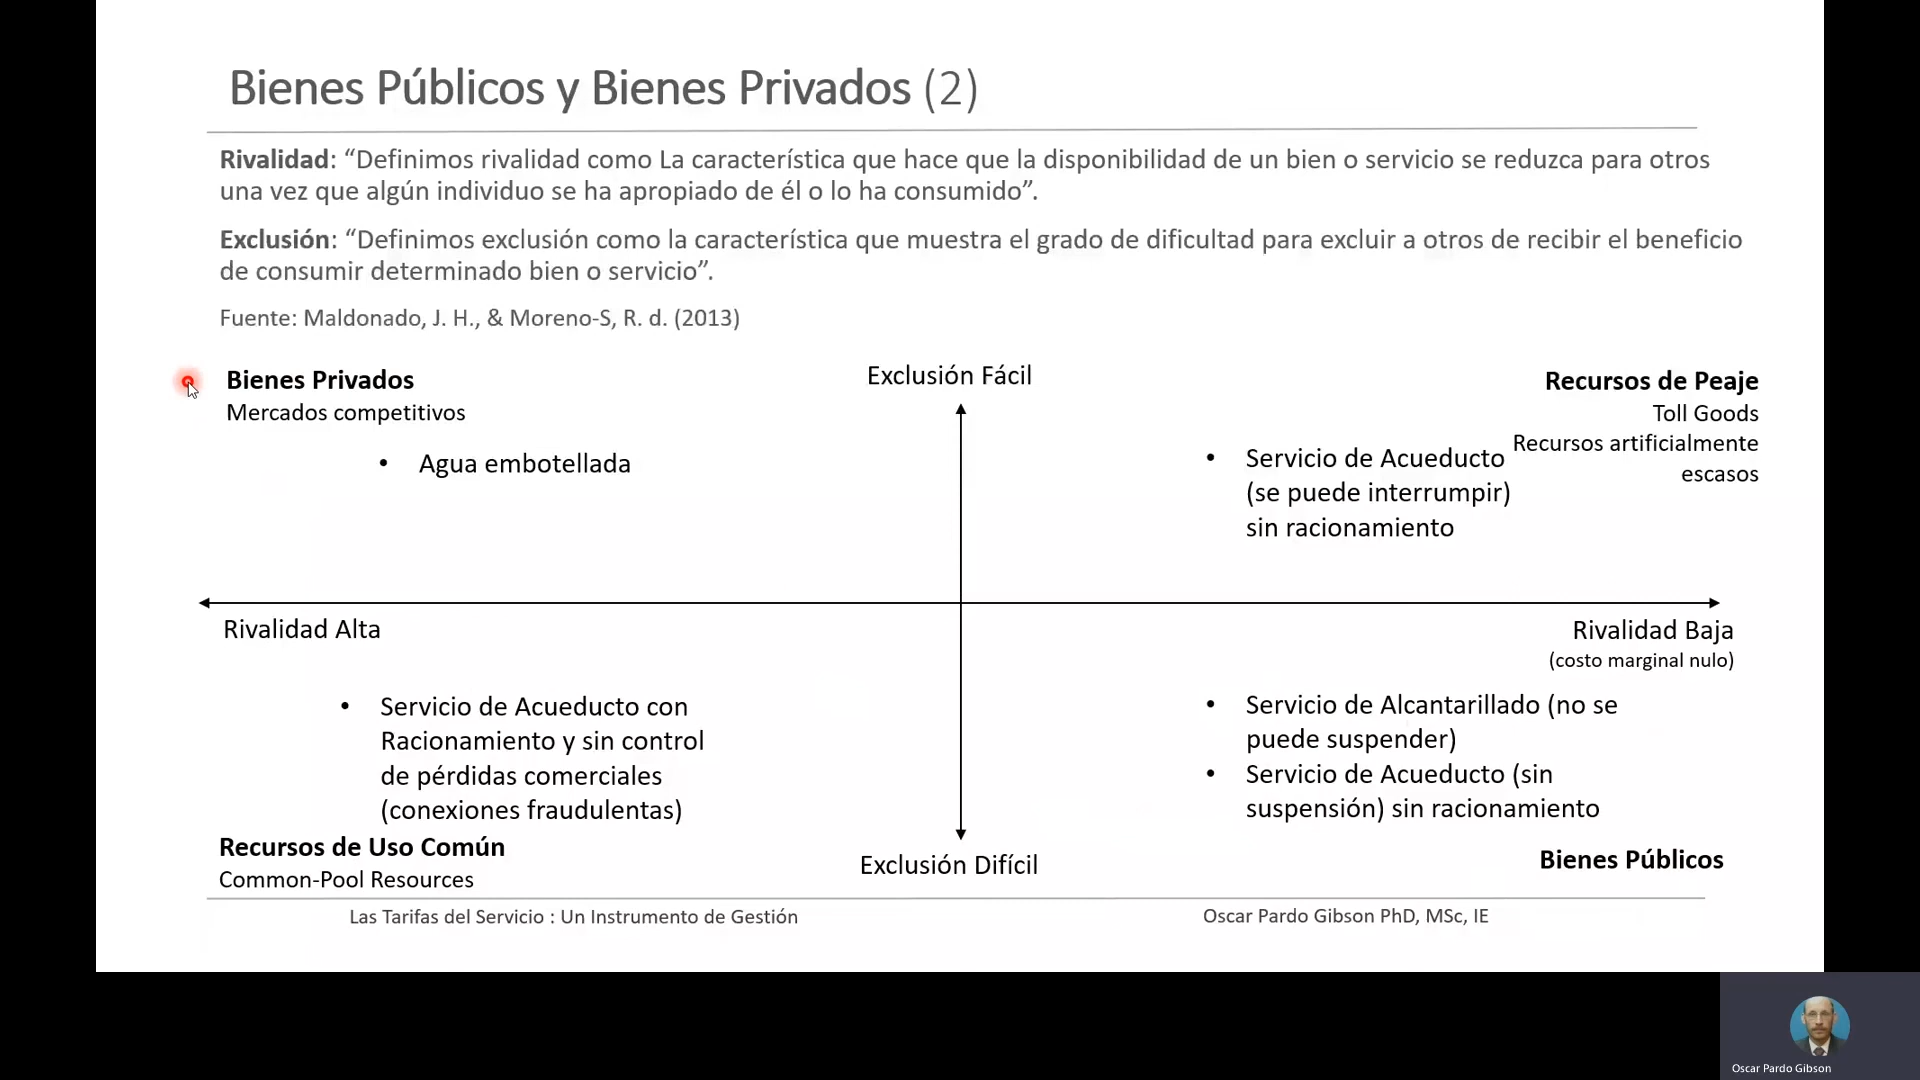 Bienes Públicos y Bienes Privados (2)
Rivalidad: “Definimos rivalidad como La característica que hace que la disponibilidad de un bien o servicio se reduzca para otros
una vez que algún individuo se ha apropiado de él o lo ha consumido”.
Exclusión: “Definimos exclusión como la característica que muestra el grado de dificultad para excluir a otros de recibir el beneficio
de consumir determinado bien o servicio”.
Fuente: Maldonado, J. H., & Moreno-S, R. d. (2013)
Bienes Privados
Mercados competitivos
• Agua embotellada
Exclusión Fácil
Recursos de Peaje
Toll Goods
Recursos artificialmente
escasos
• Servicio de Acueducto
(se puede interrumpir)
sin racionamiento
Rivalidad Alta
Rivalidad Baja
(costo marginal nulo)
• Servicio de Acueducto con
Racionamiento y sin control
de pérdidas comerciales
(conexiones fraudulentas)
Recursos de Uso Común
Common-Pool Resources
Exclusión Difícil
• Servicio de Alcantarillado (no se
puede suspender)
• Servicio de Acueducto (sin
suspensión) sin racionamiento
Bienes Públicos
Las Tarifas del Servicio : Un Instrumento de Gestión
Oscar Pardo Gibson PhD, MSc, IE
Oscar Pardo Gibson